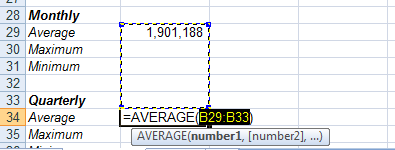 28 Monthly
29 Average 1,901,188
30 Maximum
31 Minimum
32
33 Quarterly
34 Average =AVERAGE(B29:B33)
35 Maximum AVERAGE(number1, [number2], ...)